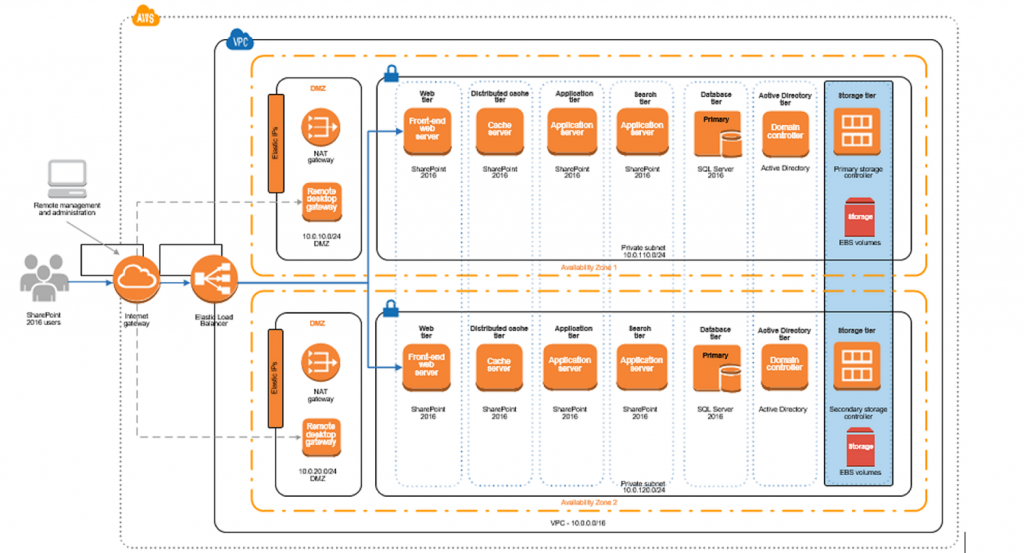 AWS
VPC
DMZ
Elastic IPs
NAT
gateway
Remote
desktop
gateway
10.0.10.0/24
DMZ
Web
tier
Front-end
web
server
SharePoint
2016
Distributed cache
tier
Cache
server
SharePoint
2016
Application
tier
Application
server
SharePoint
2016
Search
tier
Application
server
SharePoint
2016
Database
tier
Primary
SQL Server
2016
Active Directory
tier
Domain
controller
Active Directory
Storage tier
Primary storage
controller
Storage
EBS volumes
Private subnet
10.0.110.0/24
Availability Zone 1
Remote management
and administration
SharePoint
2016 users
Internet
gateway
Elastic Load
Balancer
DMZ
Elastic IPs
NAT
gateway
Remote
desktop
gateway
10.0.20.0/24
DMZ
Web
tier
Front-end
web
server
SharePoint
2016
Distributed cache
tier
Cache
server
SharePoint
2016
Application
tier
Application
server
SharePoint
2016
Search
tier
Application
server
SharePoint
2016
Database
tier
Primary
SQL Server
2016
Active Directory
tier
Domain
controller
Active Directory
Storage tier
Secondary storage
controller
Storage
EBS volumes
Private subnet
10.0.120.0/24
Availability Zone 2
VPC - 10.0.0.0/16